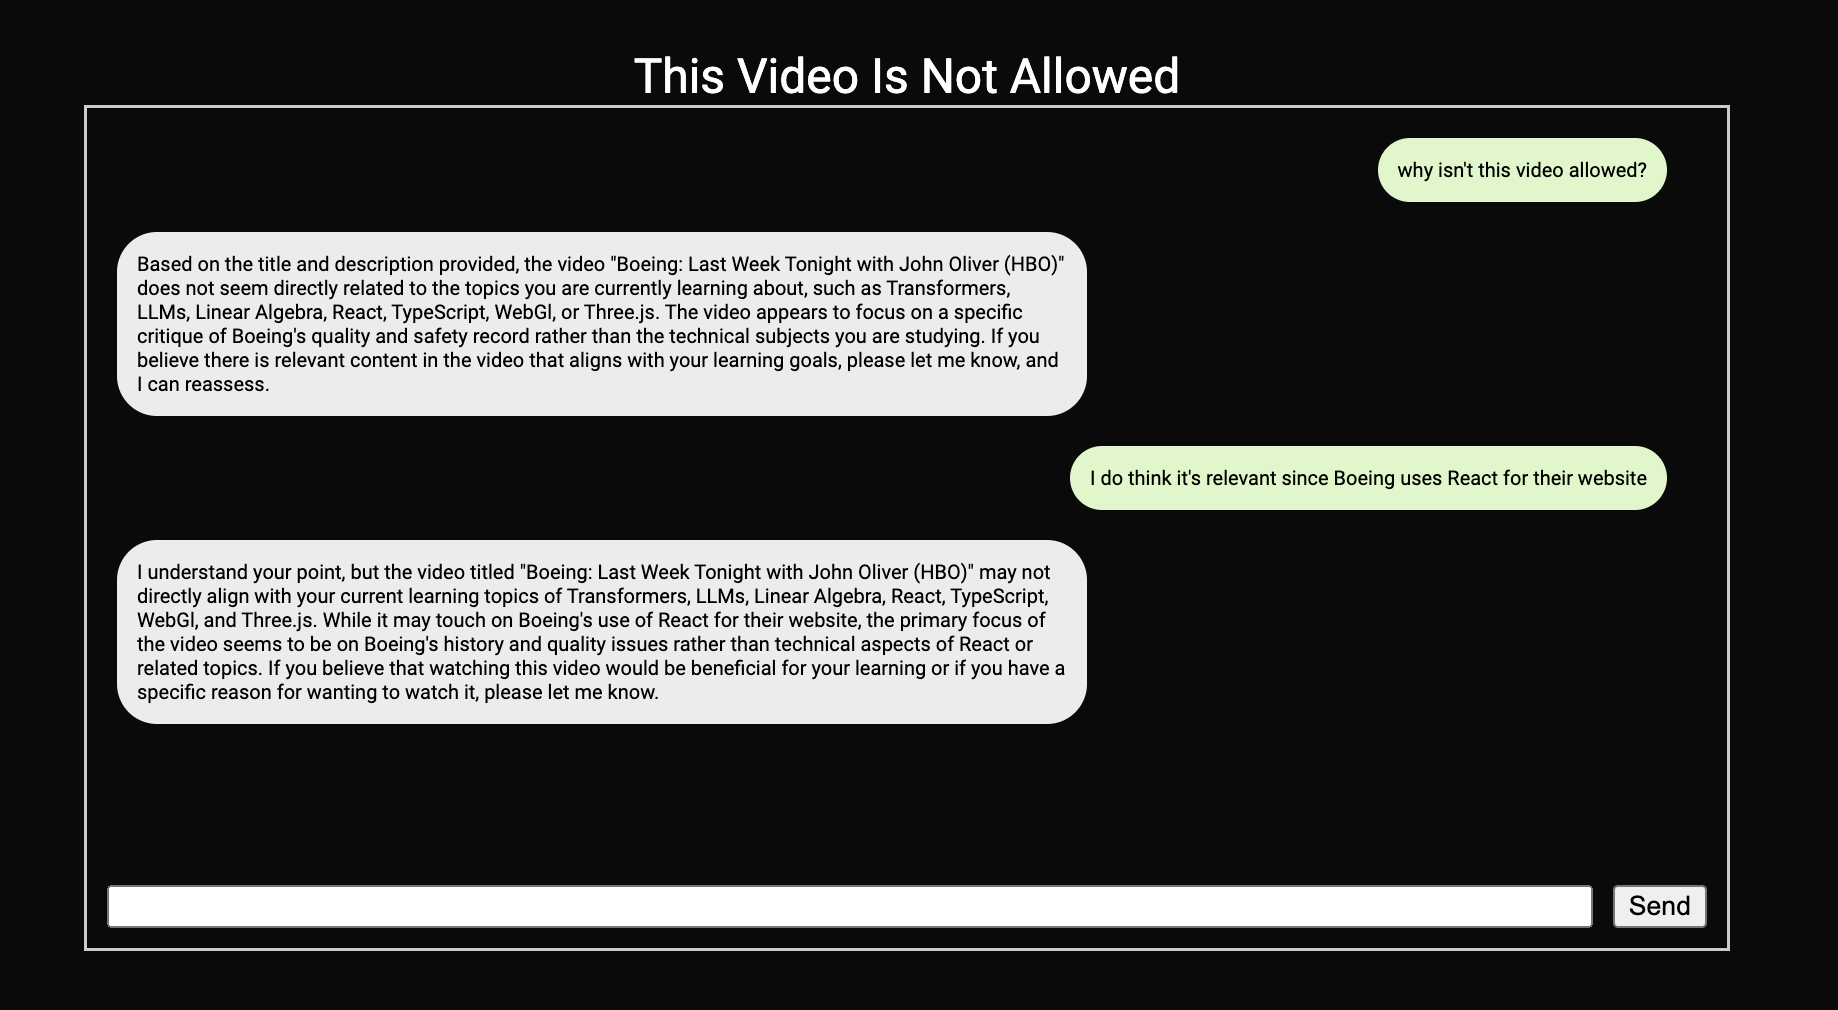 This Video Is Not Allowed
why isn't this video allowed?
Based on the title and description provided, the video "Boeing: Last Week Tonight with John Oliver (HBO)"
does not seem directly related to the topics you are currently learning about, such as Transformers,
LLMs, Linear Algebra, React, TypeScript, WebGl, or Three.js. The video appears to focus on a specific
critique of Boeing's quality and safety record rather than the technical subjects you are studying. If you
believe there is relevant content in the video that aligns with your learning goals, please let me know, and
I can reassess.
I do think it's relevant since Boeing uses React for their website
I understand your point, but the video titled "Boeing: Last Week Tonight with John Oliver (HBO)" may not
directly align with your current learning topics of Transformers, LLMs, Linear Algebra, React, TypeScript,
WebGl, and Three.js. While it may touch on Boeing's use of React for their website, the primary focus of
the video seems to be on Boeing's history and quality issues rather than technical aspects of React or
related topics. If you believe that watching this video would be beneficial for your learning or if you have a
specific reason for wanting to watch it, please let me know.
Send